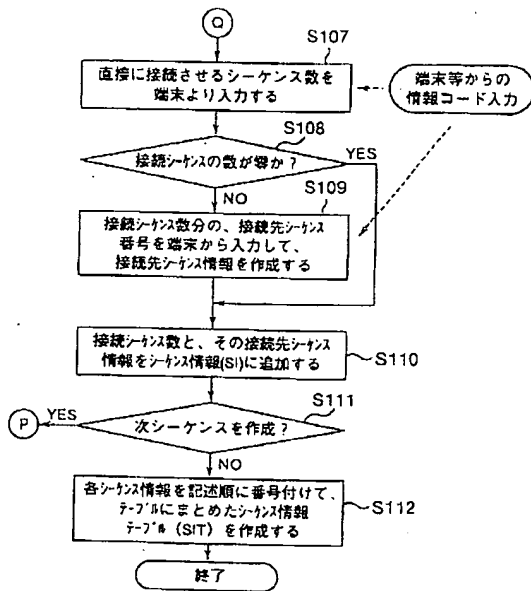 Q
S107
直接に接続させるシーケンス数を
端末より入力する
端末等からの
情報コード入力
S108
接続シーケンスの数が零か?
YES
NO
S109
接続シーケンス数分の、接続先シーケンス
番号を端末から入力して、
接続先シーケンス情報を作成する
接続シーケンス数と、その接続先シーケンス
情報をシーケンス情報(SI)に追加する
S110
S111
P
YES
次シーケンスを作成?
NO
各シーケンス情報を記述順に番号付けて、
テーブルにまとめたシーケンス情報
テーブル (SIT) を作成する
S112
終了